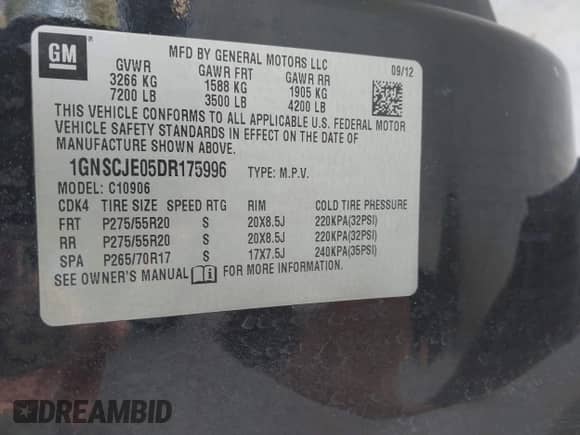 GM
MFD BY GENERAL MOTORS LLC
09/12
GVWR GAWR FRT GAWR RR
3266 KG 1588 KG 1905 KG
7200 LB 3500 LB 4200 LB
THIS VEHICLE CONFORMS TO ALL APPLICABLE U.S. FEDERAL MOTOR
VEHICLE SAFETY STANDARDS IN EFFECT ON THE DATE OF
MANUFACTURE SHOWN ABOVE.
1GNSCJE05DR175996 TYPE: M.P.V.
MODEL: C10906
CDK4 TIRE SIZE SPEED RTG RIM COLD TIRE PRESSURE
FRT P275/55R20 S 20X8.5J 220KPA(32PSI)
RR P275/55R20 S 20X8.5J 220KPA(32PSI)
SPA P265/70R17 S 17X7.5J 240KPA(35PSI)
SEE OWNER'S MANUAL FOR MORE INFORMATION.
DREAMBID